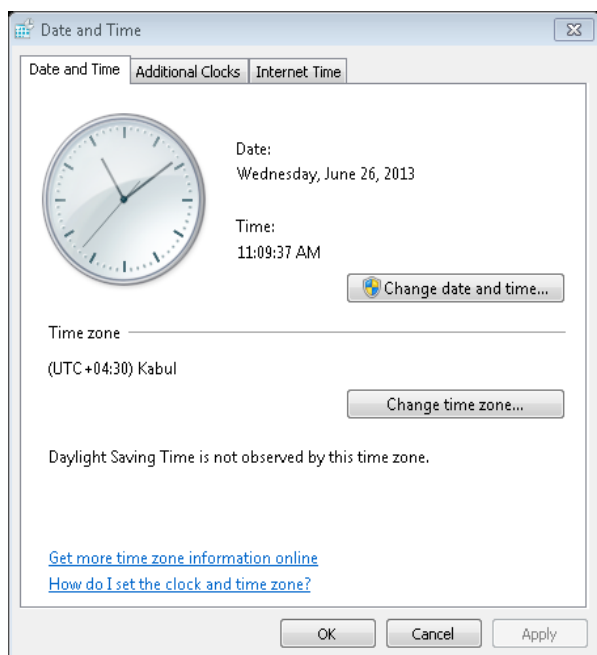 Date and Time
Date and Time
Additional Clocks
Internet Time
Date:
Wednesday, June 26, 2013
Time:
11:09:37 AM
Change date and time...
Time zone
(UTC+04:30) Kabul
Change time zone...
Daylight Saving Time is not observed by this time zone.
Get more time zone information online
How do I set the clock and time zone?
OK
Cancel
Apply